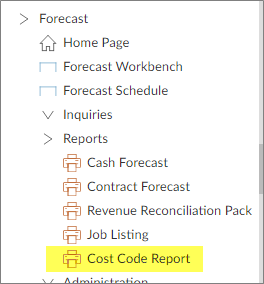 Forecast
Home Page
Forecast Workbench
Forecast Schedule
Inquiries
Reports
Cash Forecast
Contract Forecast
Revenue Reconciliation Pack
Job Listing
Cost Code Report
Administration